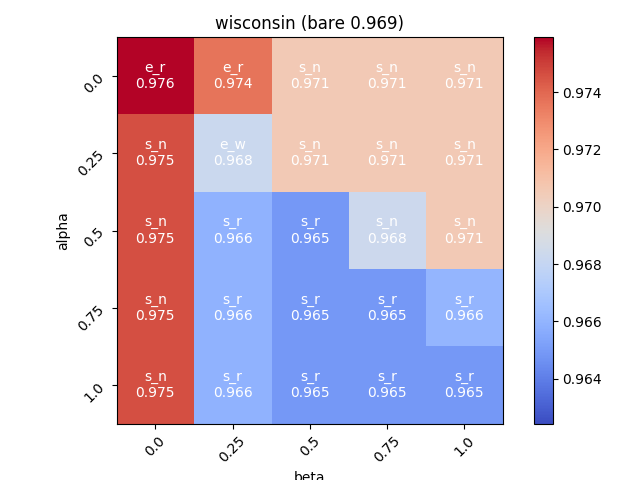 wisconsin (bare 0.969)
alpha
0.0
e_r e_r s_n s_n s_n
0.976 0.974 0.971 0.971 0.971
0.25
s_n e_w s_n s_n s_n
0.975 0.968 0.971 0.971 0.971
0.5
s_n s_r s_r s_n s_n
0.975 0.966 0.965 0.968 0.971
0.75
s_n s_r s_r s_r s_r
0.975 0.966 0.965 0.965 0.966
1.0
s_n s_r s_r s_r s_r
0.975 0.966 0.965 0.965 0.965
0.0 0.25 0.5 0.75 1.0
beta
0.974
0.972
0.970
0.968
0.966
0.964